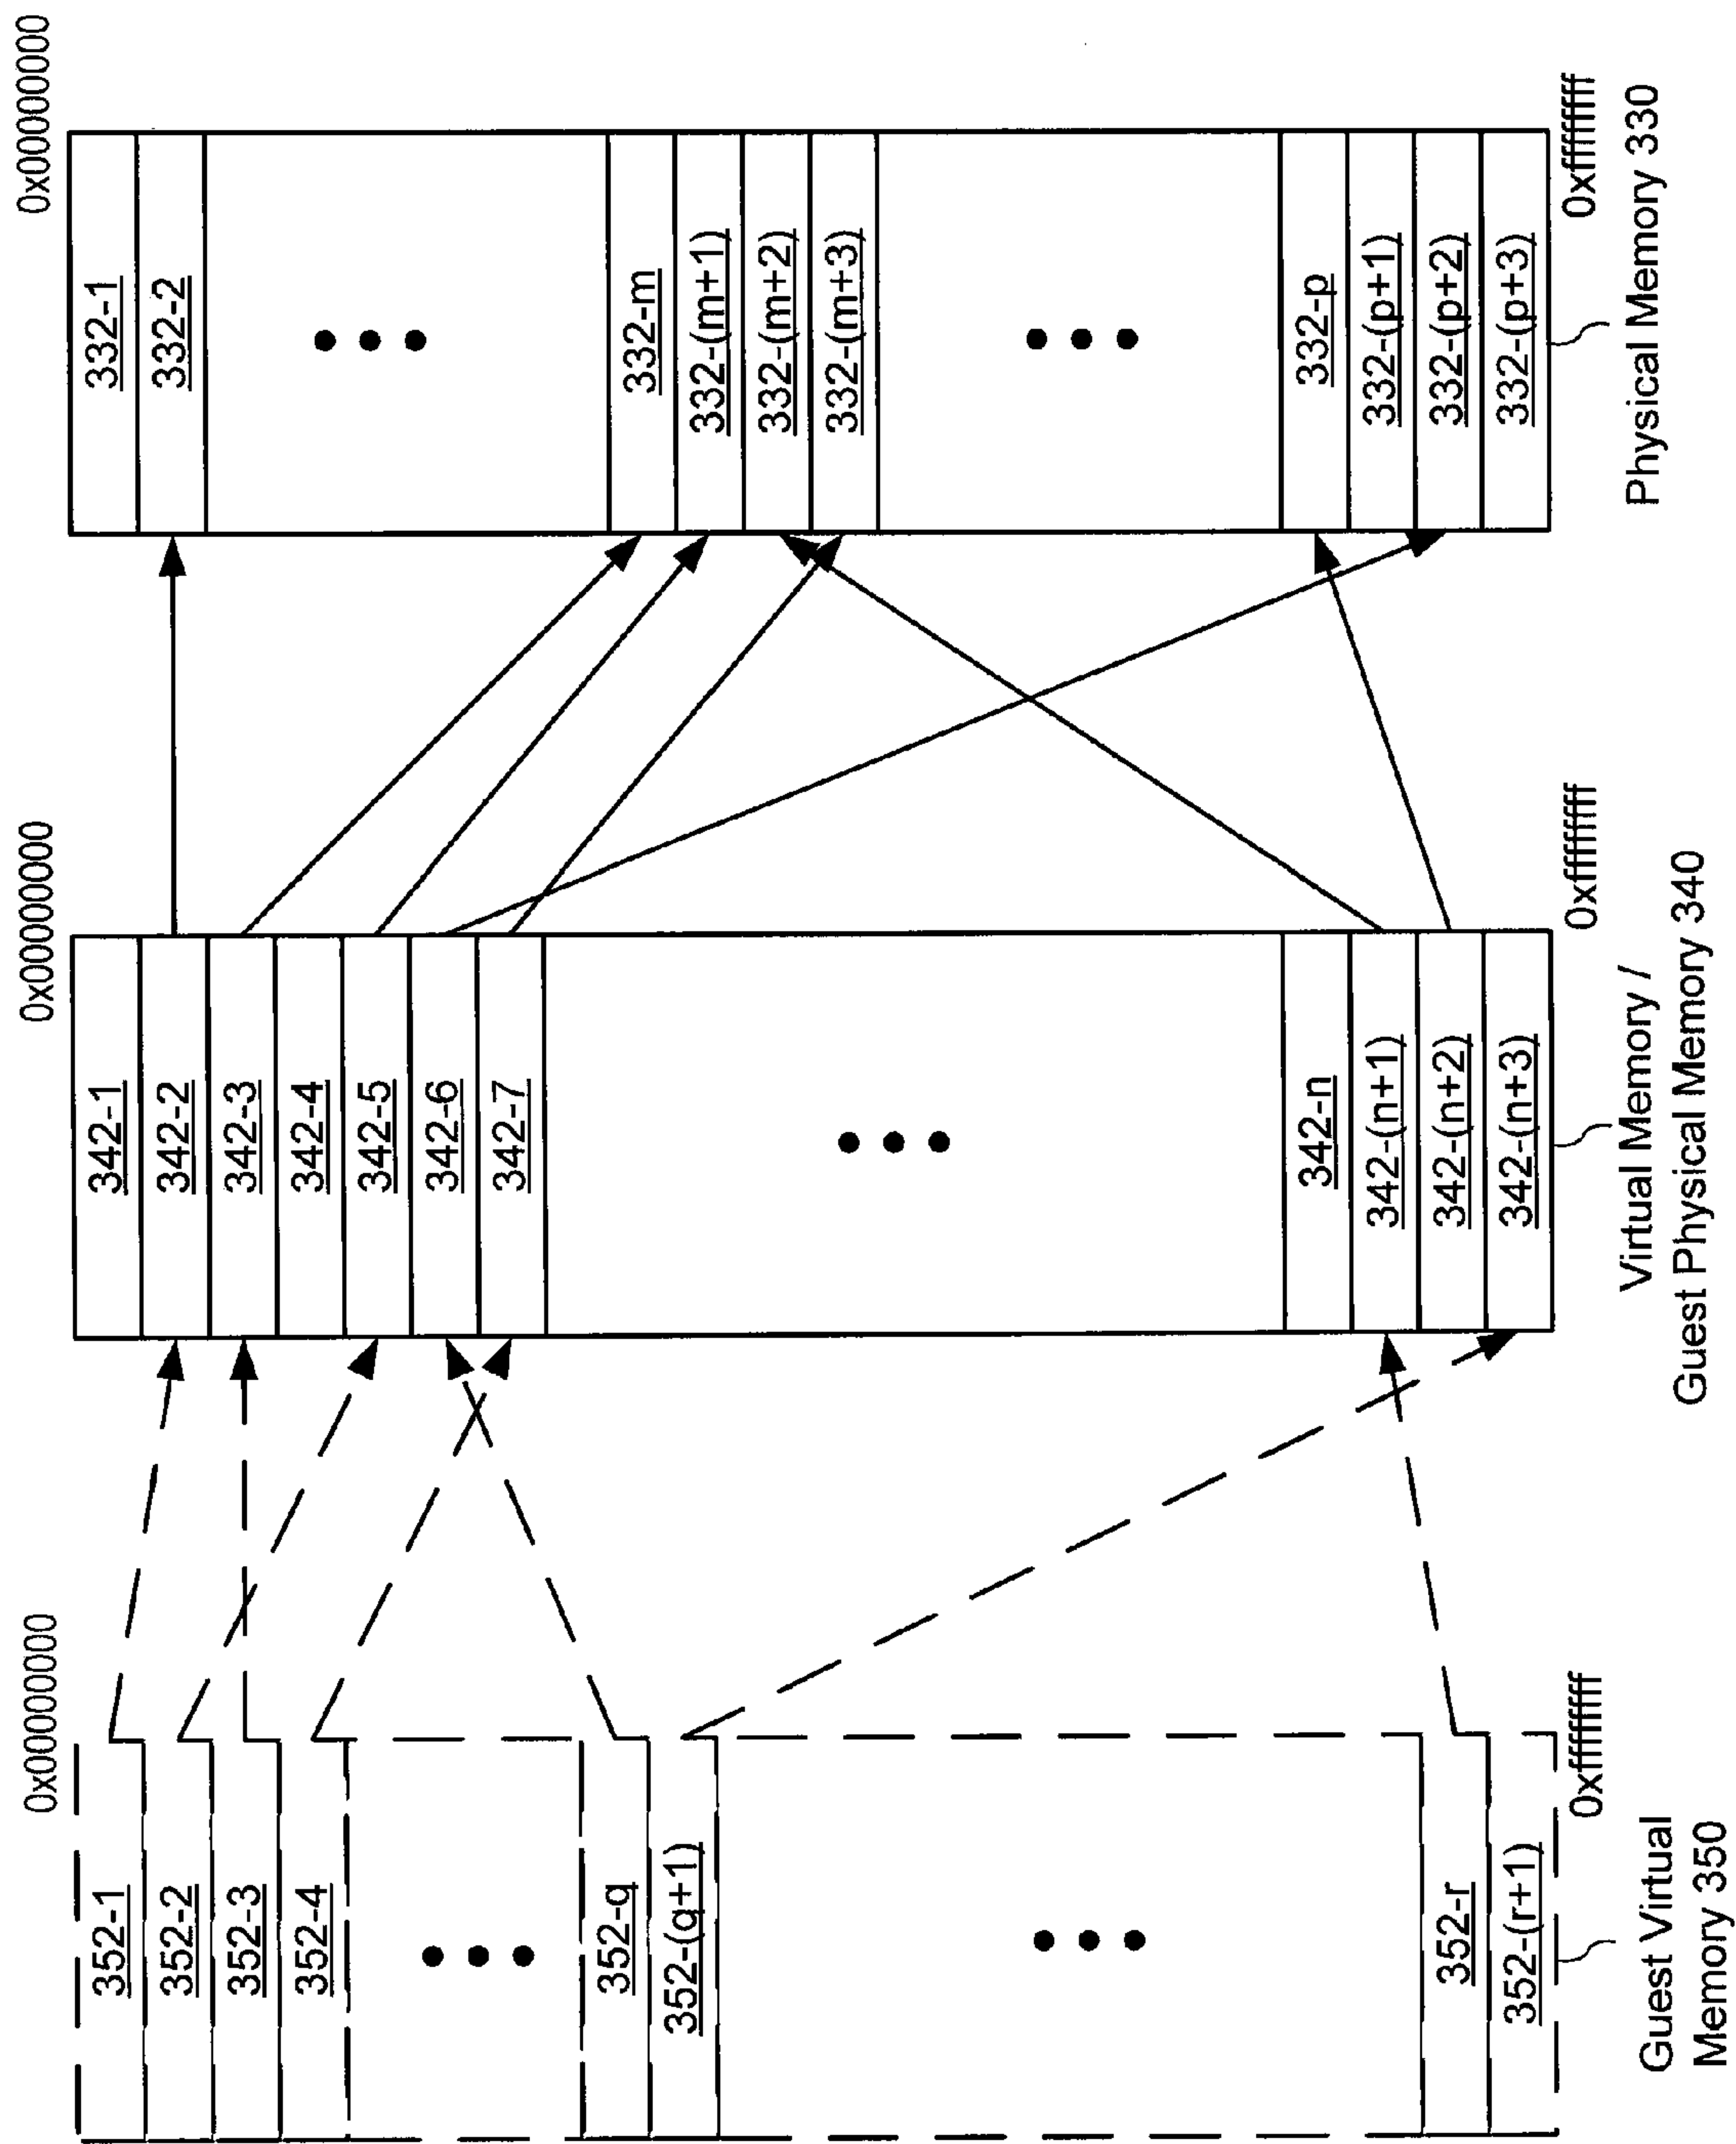 0x00000000
352-1
352-2
352-3
352-4
352-q
352-(q+1)
352-r
352-(r+1)
0xffffffff
Guest Virtual
Memory 350
0x00000000
342-1
342-2
342-3
342-4
342-5
342-6
342-7
342-n
342-(n+1)
342-(n+2)
342-(n+3)
0xffffffff
Virtual Memory /
Guest Physical Memory 340
0x00000000
332-1
332-2
332-m
332-(m+1)
332-(m+2)
332-(m+3)
332-p
332-(p+1)
332-(p+2)
332-(p+3)
0xffffffff
Physical Memory 330